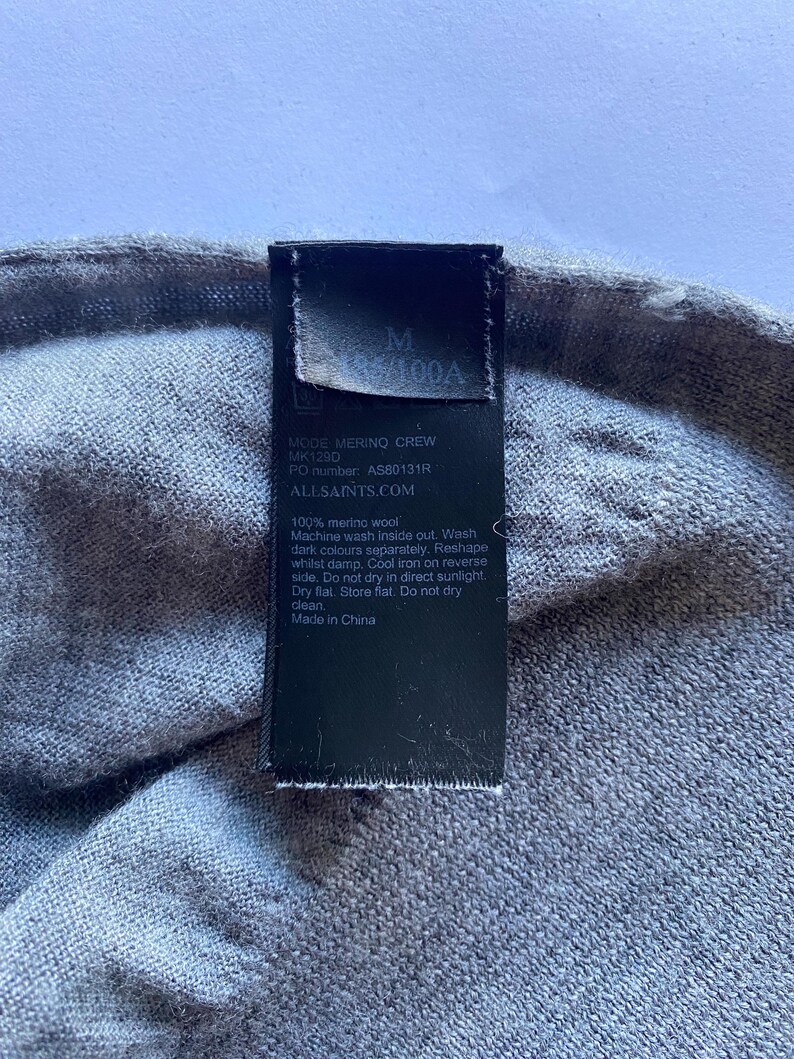 M
/100A
MODE MERINO CREW
MK129D
PO number: AS80131R
ALLSAINTS.COM
100% merino wool
Machine wash inside out. Wash
dark colours separately. Reshape
whilst damp. Cool iron on reverse
side. Do not dry in direct sunlight.
Dry flat. Store flat. Do not dry
clean.
Made in China